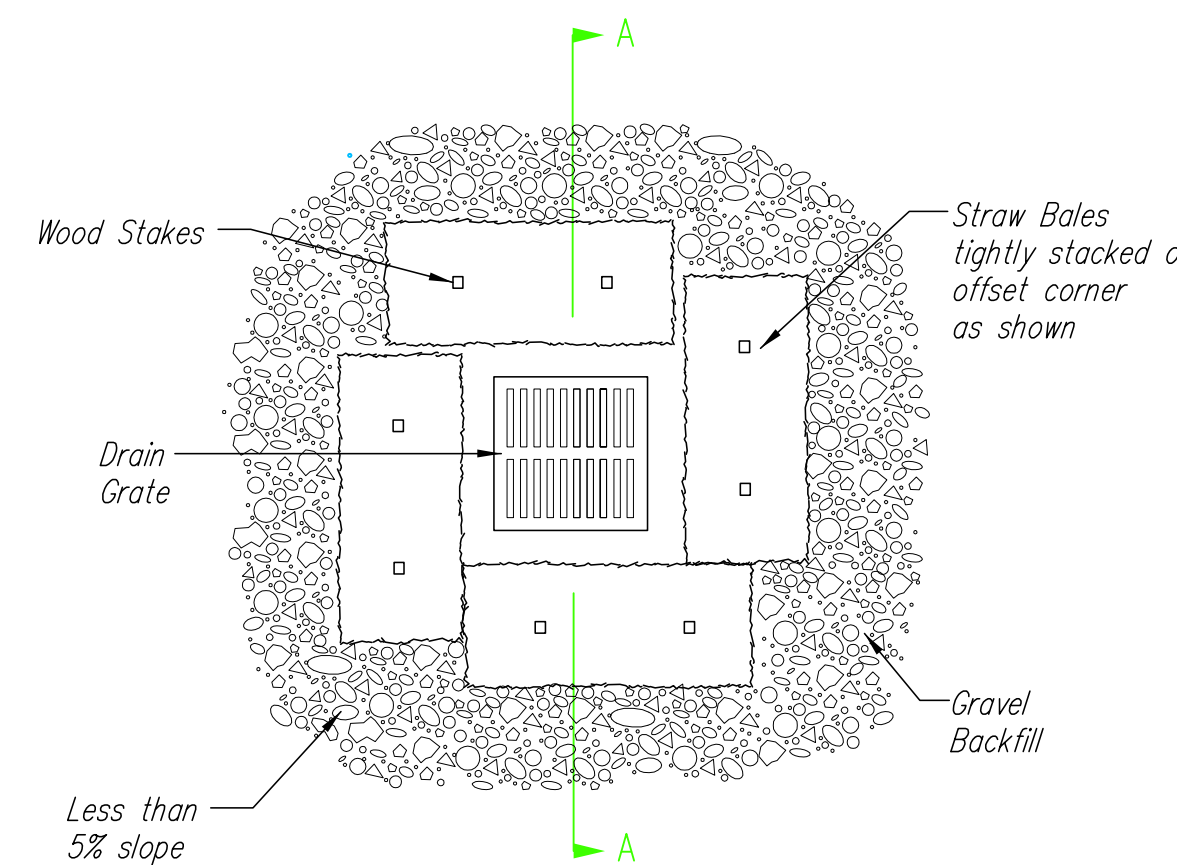 A
Wood Stakes
Straw Bales
tightly stacked
offset corner
as shown
Drain
Grate
Gravel
Backfill
Less than
5% slope
A